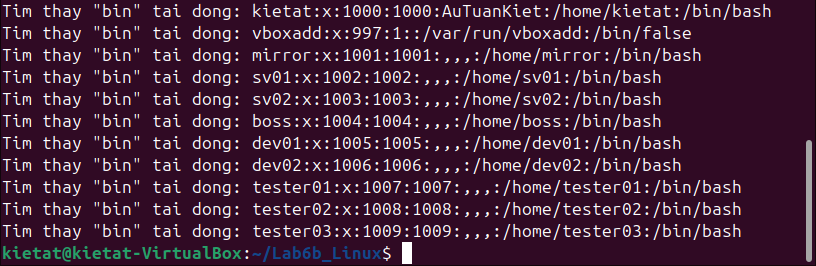 Tim thay "bin" tai dong: kietat:x:1000:1000:AuTuanKiet:/home/kietat:/bin/bash
Tim thay "bin" tai dong: vboxadd:x:997:1::/var/run/vboxadd:/bin/false
Tim thay "bin" tai dong: mirror:x:1001:1001:,,,:/home/mirror:/bin/bash
Tim thay "bin" tai dong: sv01:x:1002:1002:,,,:/home/sv01:/bin/bash
Tim thay "bin" tai dong: sv02:x:1003:1003:,,,:/home/sv02:/bin/bash
Tim thay "bin" tai dong: boss:x:1004:1004:,,,:/home/boss:/bin/bash
Tim thay "bin" tai dong: dev01:x:1005:1005:,,,:/home/dev01:/bin/bash
Tim thay "bin" tai dong: dev02:x:1006:1006:,,,:/home/dev02:/bin/bash
Tim thay "bin" tai dong: tester01:x:1007:1007:,,,:/home/tester01:/bin/bash
Tim thay "bin" tai dong: tester02:x:1008:1008:,,,:/home/tester02:/bin/bash
Tim thay "bin" tai dong: tester03:x:1009:1009:,,,:/home/tester03:/bin/bash
kietat@kietat-VirtualBox:~/Lab6b_Linux$